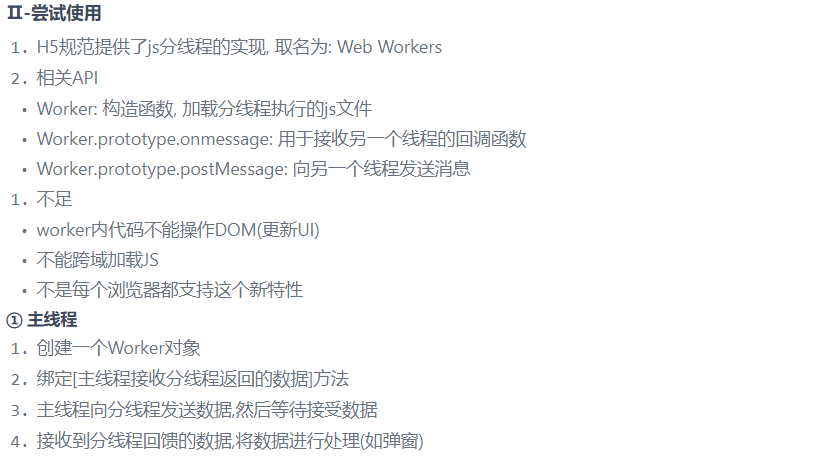 Ⅱ-尝试使用
1. H5规范提供了js分线程的实现, 取名为: Web Workers
2. 相关API
• Worker: 构造函数, 加载分线程执行的js文件
• Worker.prototype.onmessage: 用于接收另一个线程的回调函数
• Worker.prototype.postMessage: 向另一个线程发送消息
1. 不足
• worker内代码不能操作DOM(更新UI)
• 不能跨域加载JS
• 不是每个浏览器都支持这个新特性
① 主线程
1. 创建一个Worker对象
2. 绑定[主线程接收分线程返回的数据]方法
3. 主线程向分线程发送数据,然后等待接受数据
4. 接收到分线程回馈的数据,将数据进行处理(如弹窗)